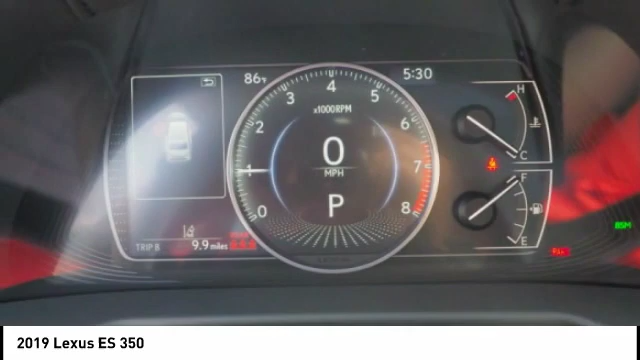 86°F
5:30
x1000RPM
0 1 2 3 4 5 6 7 8
0
MPH
P
H
C
F
E
TRIP B
9.9 miles
BSM
2019 Lexus ES 350